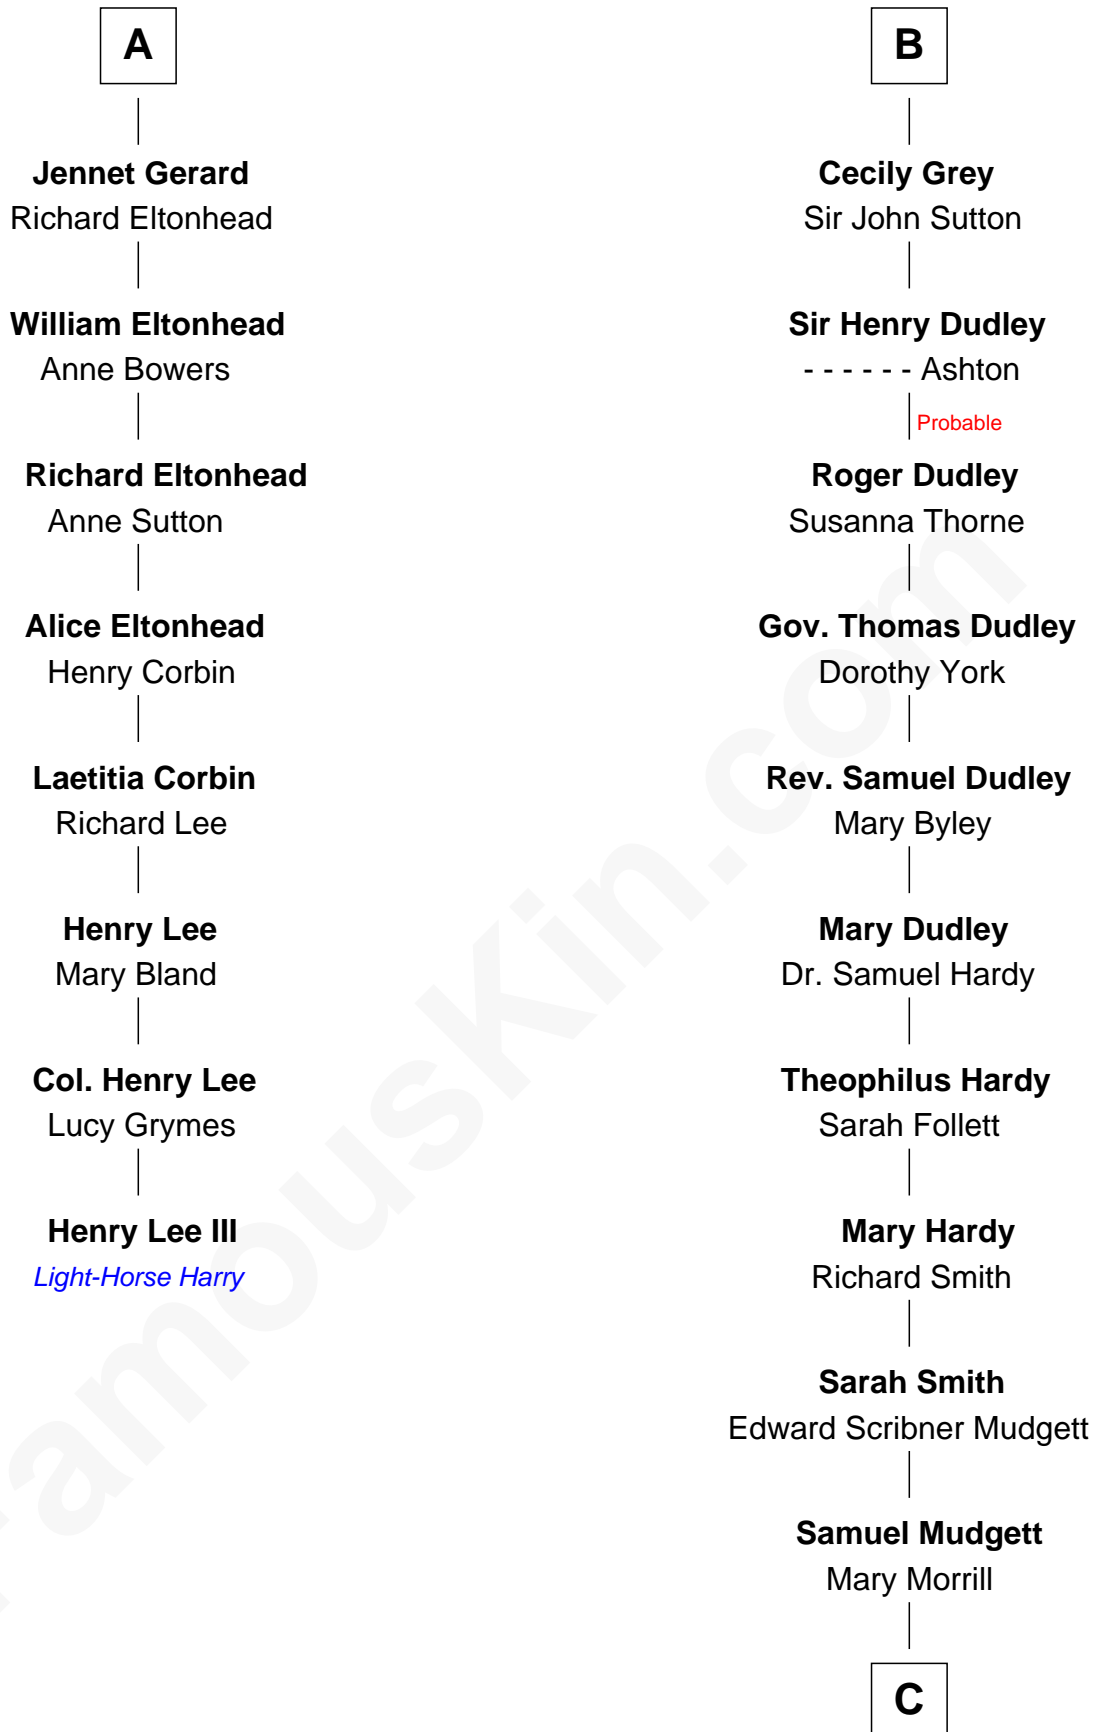 A
Jennet Gerard
Richard Eltonhead
William Eltonhead
Anne Bowers
Richard Eltonhead
Anne Sutton
Alice Eltonhead
Henry Corbin
Laetitia Corbin
Richard Lee
Henry Lee
Mary Bland
Col. Henry Lee
Lucy Grymes
Henry Lee III
Light-Horse Harry
B
Cecily Grey
Sir John Sutton
Sir Henry Dudley
- - - - - - Ashton
Probable
Roger Dudley
Susanna Thorne
Gov. Thomas Dudley
Dorothy York
Rev. Samuel Dudley
Mary Byley
Mary Dudley
Dr. Samuel Hardy
Theophilus Hardy
Sarah Follett
Mary Hardy
Richard Smith
Sarah Smith
Edward Scribner Mudgett
Samuel Mudgett
Mary Morrill
C
FamousKin.com